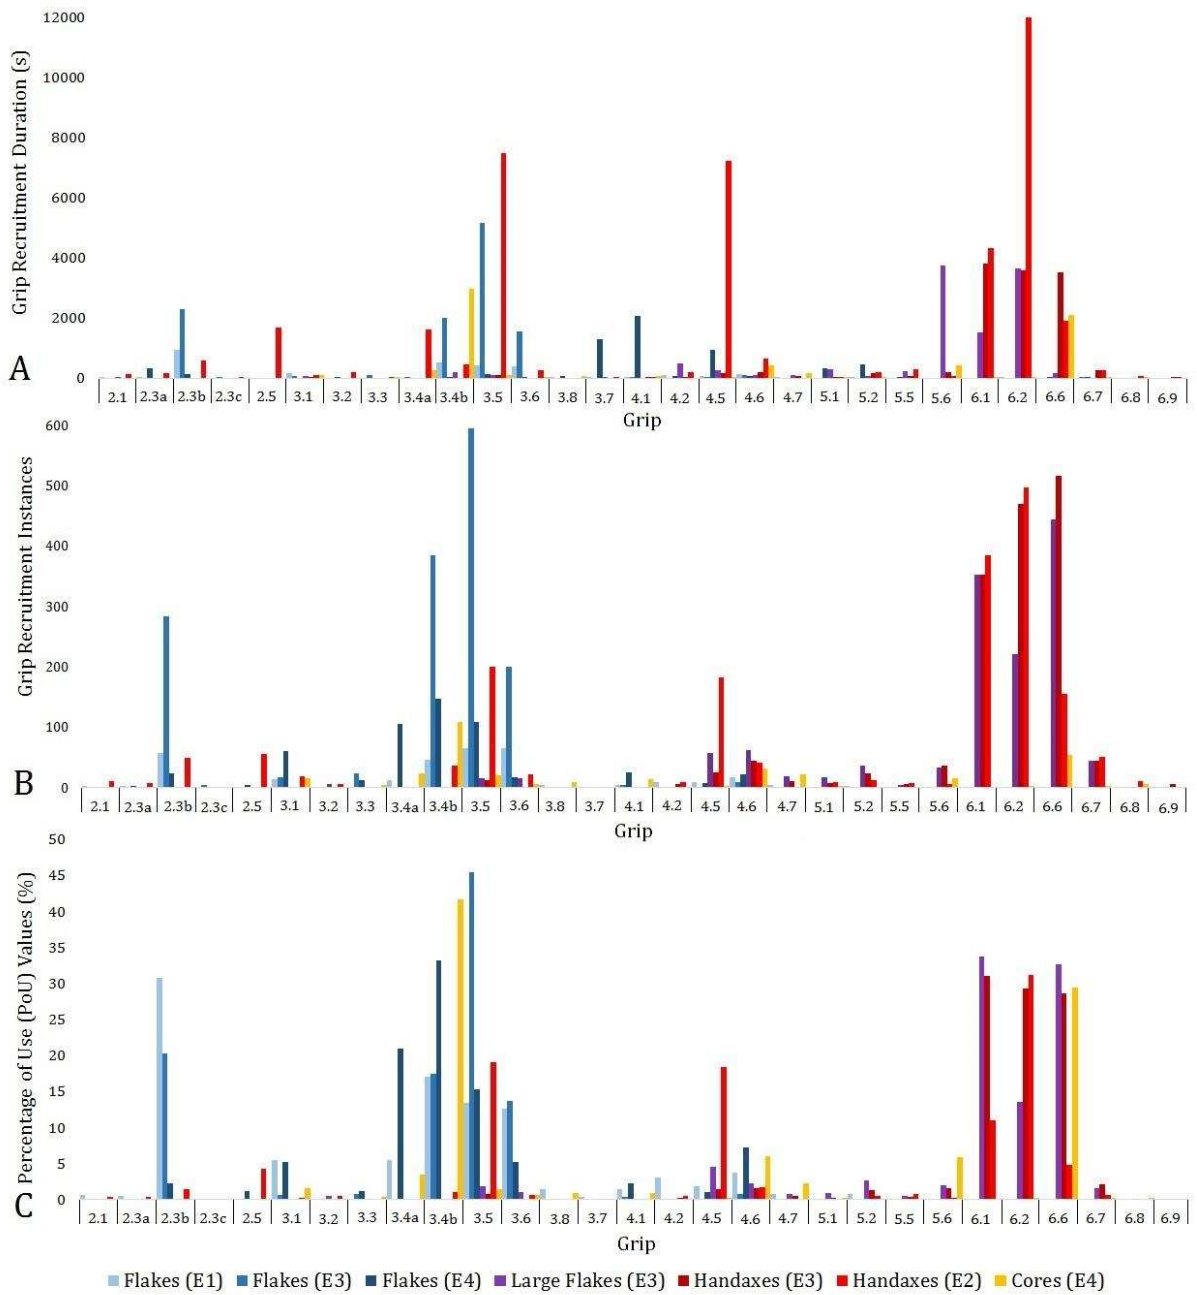 12000
10000
8000
6000
4000
2000
0
Grip Recruitment Duration (s)
A
2.1 2.3a 2.3b 2.3c 2.5 3.1 3.2 3.3 3.4a 3.4b 3.5 3.6 3.8 3.7 4.1 4.2 4.5 4.6 4.7 5.1 5.2 5.5 5.6 6.1 6.2 6.6 6.7 6.8 6.9
Grip
600
500
400
300
200
100
0
Grip Recruitment Instances
B
2.1 2.3a 2.3b 2.3c 2.5 3.1 3.2 3.3 3.4a 3.4b 3.5 3.6 3.8 3.7 4.1 4.2 4.5 4.6 4.7 5.1 5.2 5.5 5.6 6.1 6.2 6.6 6.7 6.8 6.9
Grip
50
45
40
35
30
25
20
15
10
5
0
Percentage of Use (PoU) Values (%)
C
2.1 2.3a 2.3b 2.3c 2.5 3.1 3.2 3.3 3.4a 3.4b 3.5 3.6 3.8 3.7 4.1 4.2 4.5 4.6 4.7 5.1 5.2 5.5 5.6 6.1 6.2 6.6 6.7 6.8 6.9
Grip
Flakes (E1) Flakes (E3) Flakes (E4) Large Flakes (E3) Handaxes (E3) Handaxes (E2) Cores (E4)